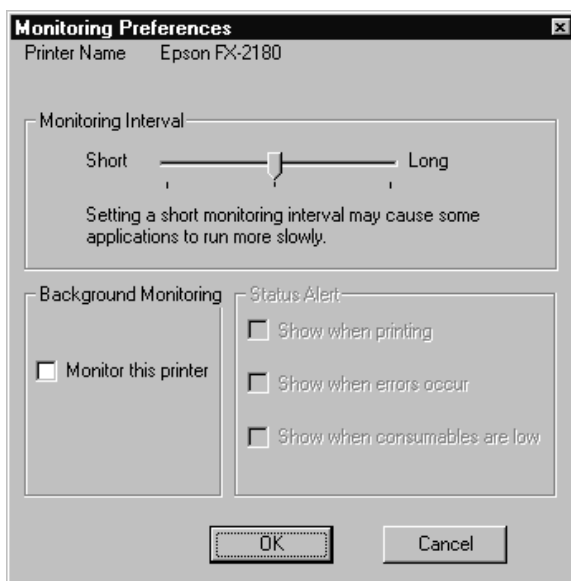 Monitoring Preferences
Printer Name Epson FX-2180
Monitoring Interval
Short Long
Setting a short monitoring interval may cause some
applications to run more slowly.
Background Monitoring
Monitor this printer
Status Alert
Show when printing
Show when errors occur
Show when consumables are low
OK Cancel